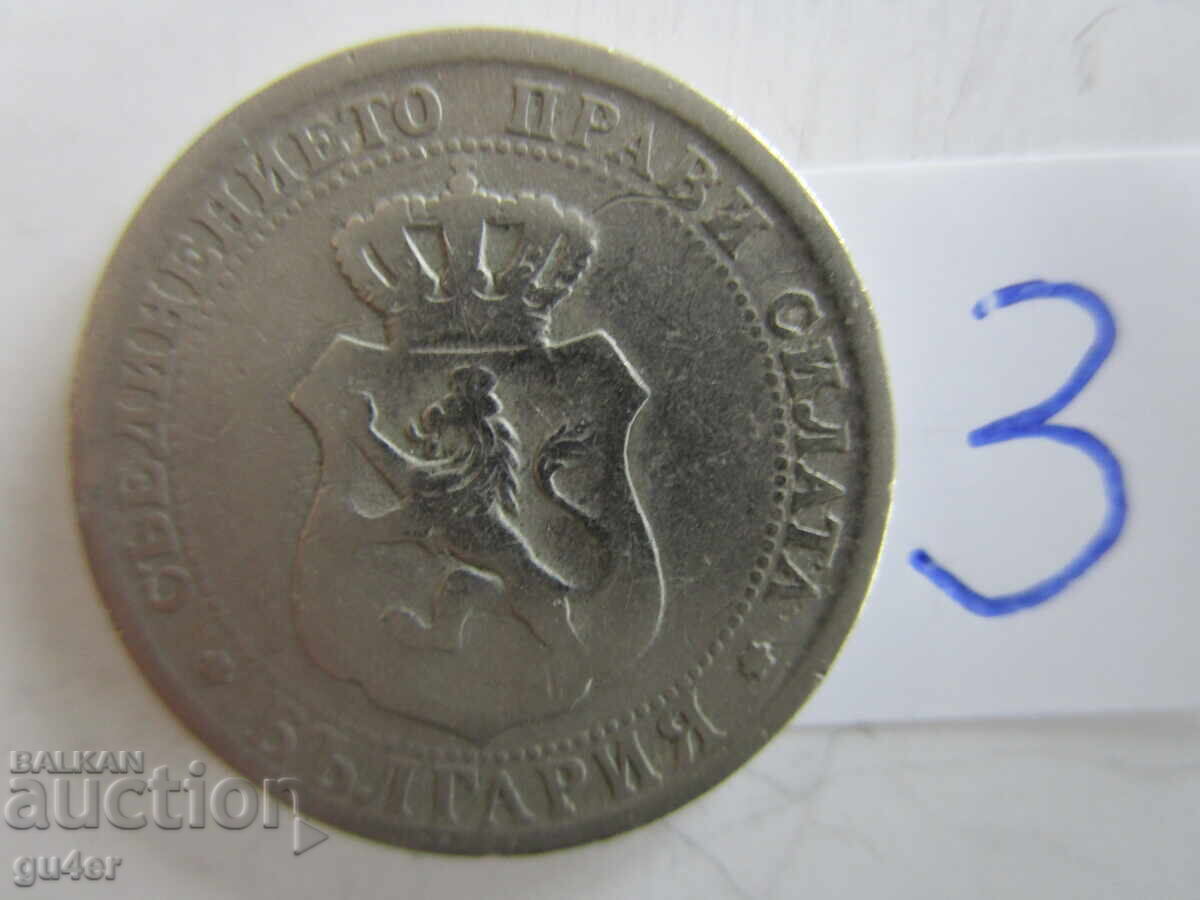 СЪЕДИНЕНИЕТО ПРАВИ СИЛАТА
БЪЛГАРИЯ
3
BALKAN
auction
gu4er